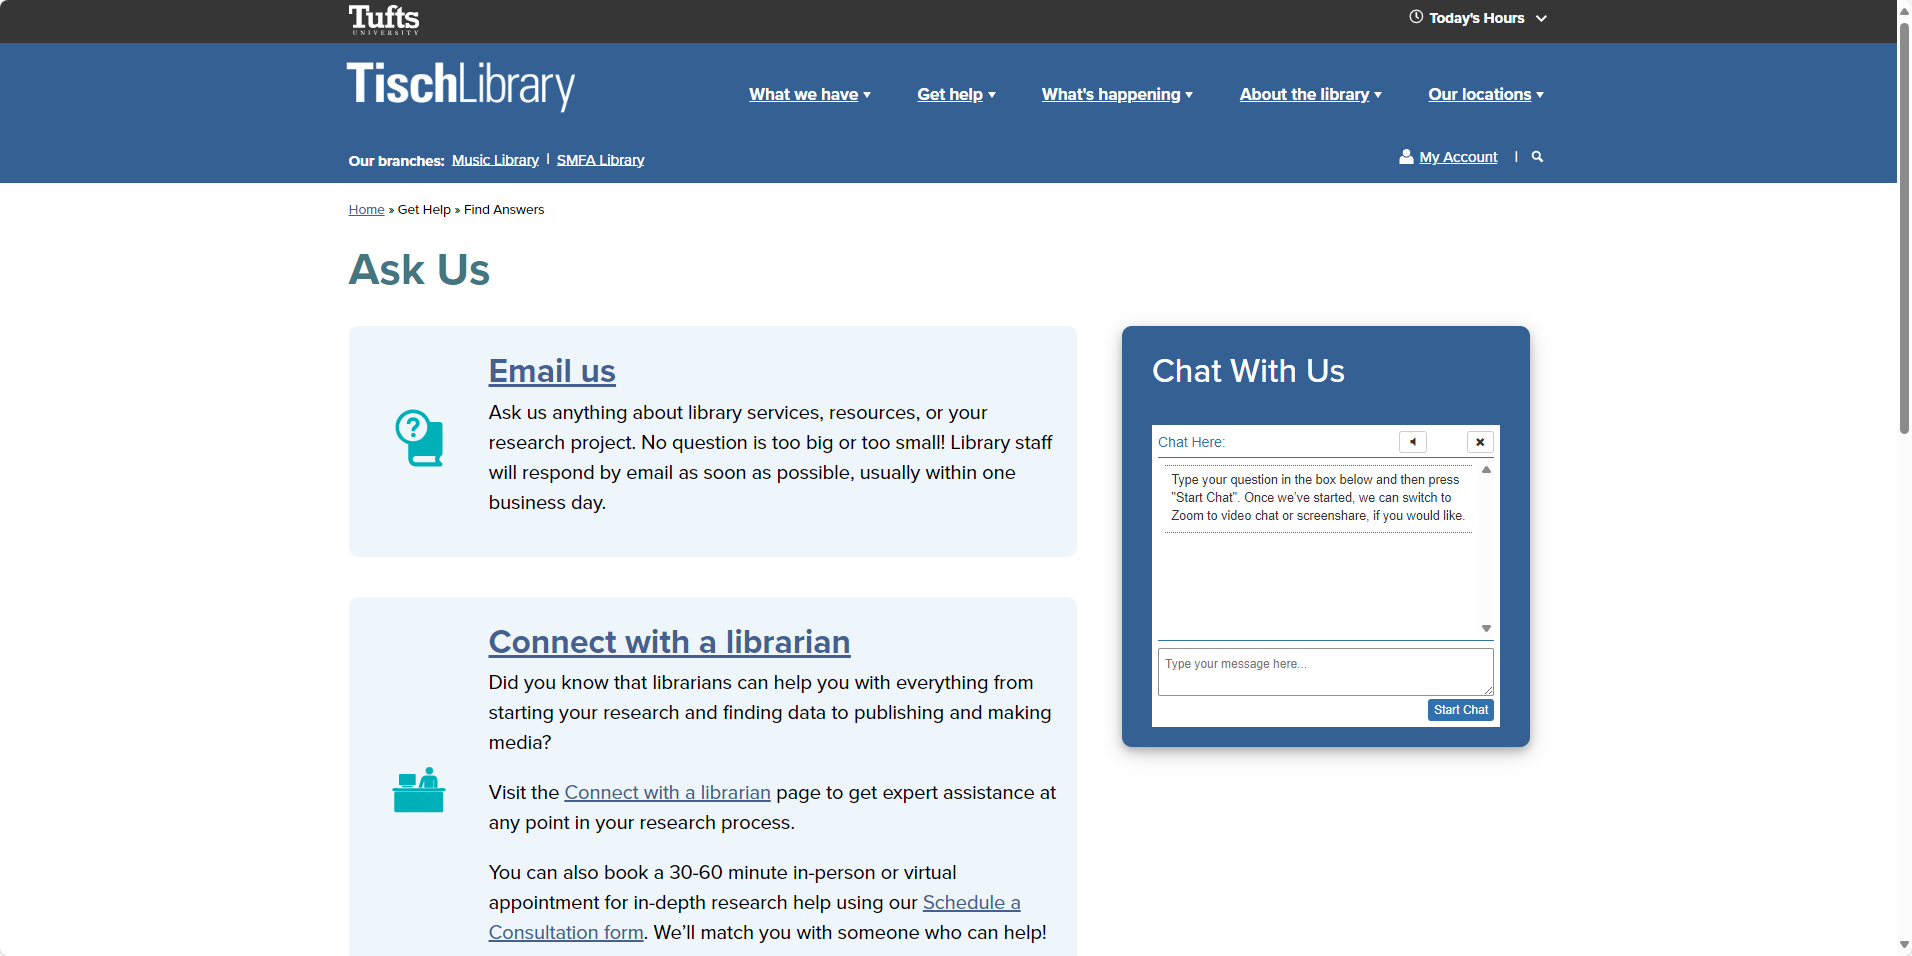 Tufts
UNIVERSITY
Today's Hours
TischLibrary
What we have
Get help
What's happening
About the library
Our locations
Our branches: Music Library | SMFA Library
My Account |
Home » Get Help » Find Answers
Ask Us
Email us
Ask us anything about library services, resources, or your
research project. No question is too big or too small! Library staff
will respond by email as soon as possible, usually within one
business day.
Connect with a librarian
Did you know that librarians can help you with everything from
starting your research and finding data to publishing and making
media?
Visit the Connect with a librarian page to get expert assistance at
any point in your research process.
You can also book a 30-60 minute in-person or virtual
appointment for in-depth research help using our Schedule a
Consultation form. We’ll match you with someone who can help!
Chat With Us
Chat Here:
Type your question in the box below and then press
"Start Chat". Once we've started, we can switch to
Zoom to video chat or screenshare, if you would like.
Type your message here...
Start Chat